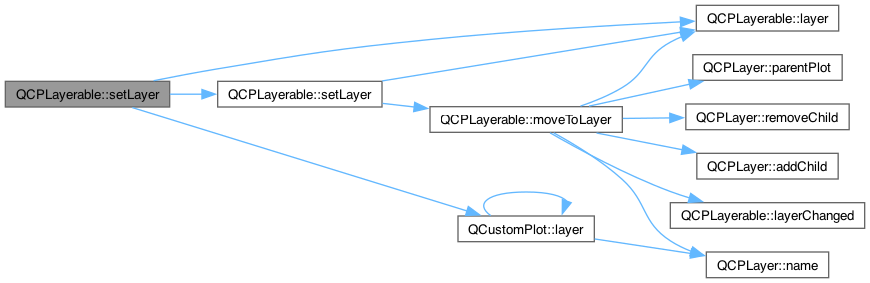 QCPLayerable::layer
QCPLayer::parentPlot
QCPLayerable::setLayer
QCPLayerable::setLayer
QCPLayerable::moveToLayer
QCPLayer::removeChild
QCPLayer::addChild
QCPLayerable::layerChanged
QCustomPlot::layer
QCPLayer::name